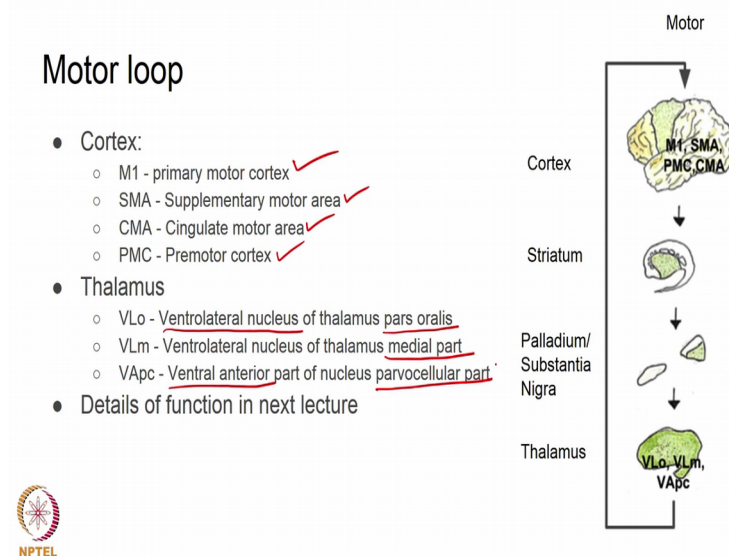 Motor
Motor loop
Cortex:
M1 - primary motor cortex
SMA - Supplementary motor area
CMA - Cingulate motor area
PMC - Premotor cortex
Thalamus
VLo - Ventrolateral nucleus of thalamus pars oralis
VLm - Ventrolateral nucleus of thalamus medial part
VApc - Ventral anterior part of nucleus parvocellular part
Details of function in next lecture
Cortex
M1, SMA,
PMC,CMA
Striatum
Palladium/
Substantia
Nigra
Thalamus
VLo, VLm,
VApc
NPTEL